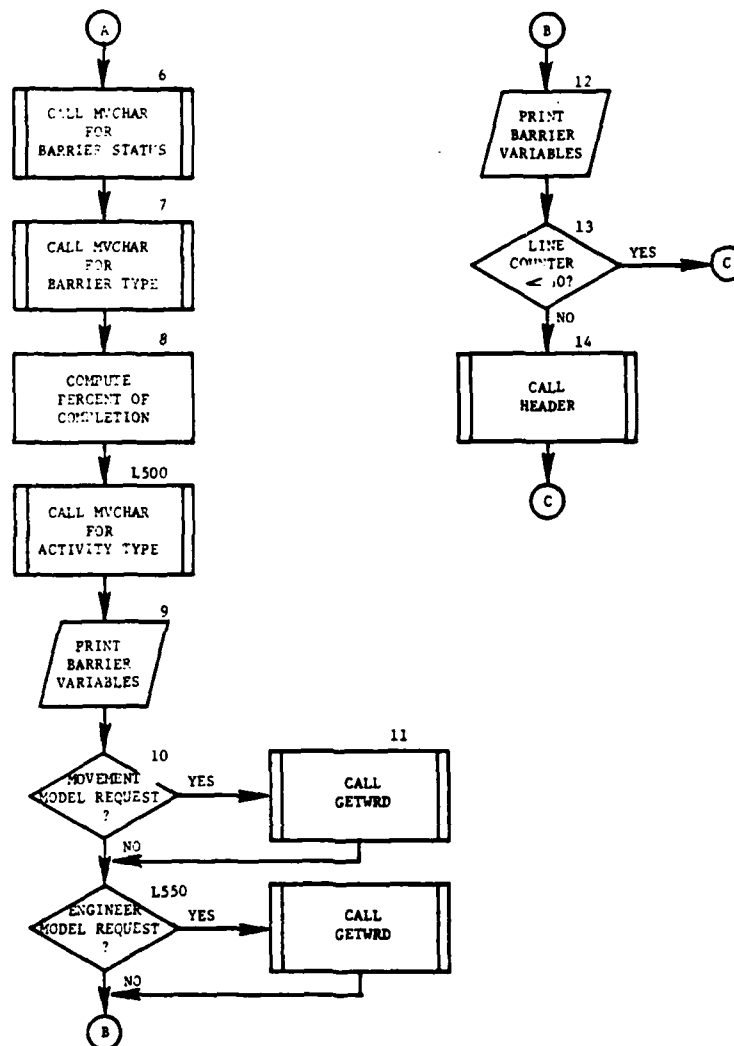 A
6
CALL MVCHAR
FOR
BARRIER STATUS
7
CALL MVCHAR
FOR
BARRIER TYPE
8
COMPUTE
PERCENT OF
COMPLETION
L500
CALL MVCHAR
FOR
ACTIVITY TYPE
9
PRINT
BARRIER
VARIABLES
10
MOVEMENT
MODEL REQUEST
?
YES
11
CALL
GETWRD
NO
L550
ENGINEER
MODEL REQUEST
?
YES
CALL
GETWRD
NO
B
B
12
PRINT
BARRIER
VARIABLES
13
LINE
COUNTER
YES
C
NO
14
CALL
HEADER
C